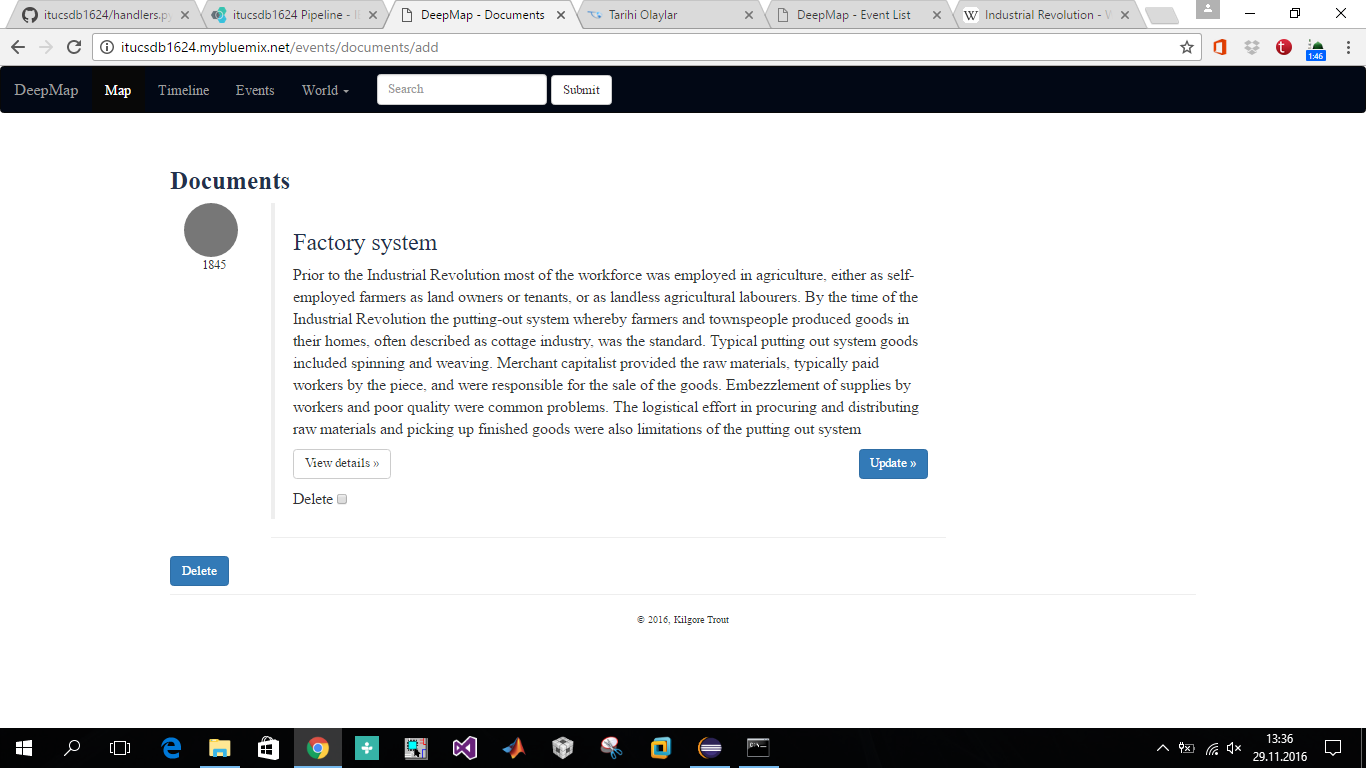 itucsdb1624/handlers.p
itucsdb1624 Pipeline - I
DeepMap - Documents
Tarihi Olaylar
DeepMap - Event List
Industrial Revolution - W
itucsdb1624.mybluemix.net/events/documents/add
1:46
DeepMap
Map
Timeline
Events
World
Search
Submit
Documents
1845
Factory system
Prior to the Industrial Revolution most of the workforce was employed in agriculture, either as self-
employed farmers as land owners or tenants, or as landless agricultural labourers. By the time of the
Industrial Revolution the putting-out system whereby farmers and townspeople produced goods in
their homes, often described as cottage industry, was the standard. Typical putting out system goods
included spinning and weaving. Merchant capitalist provided the raw materials, typically paid
workers by the piece, and were responsible for the sale of the goods. Embezzlement of supplies by
workers and poor quality were common problems. The logistical effort in procuring and distributing
raw materials and picking up finished goods were also limitations of the putting out system
View details »
Update »
Delete
Delete
© 2016, Kilgore Trout
13:36
29.11.2016